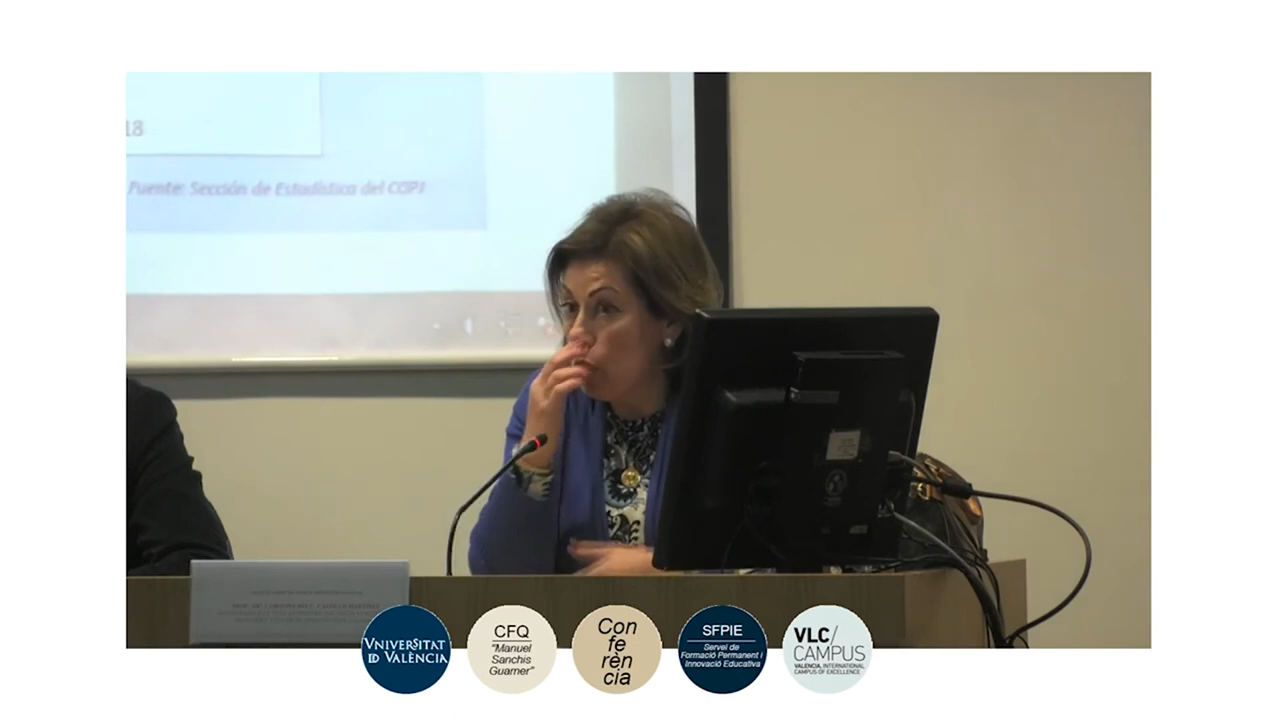 18
Fuente: Sección de Estadística del CGPJ
VNIVERSITAT
ID VALÈNCIA
CFQ
"Manuel
Sanchis
Guarner"
Con
fe
rèn
cia
SFPIE
Servei de
Formació Permanent i
Innovació Educativa
VLC/
CAMPUS
VALENCIA, INTERNATIONAL
CAMPUS OF EXCELLENCE